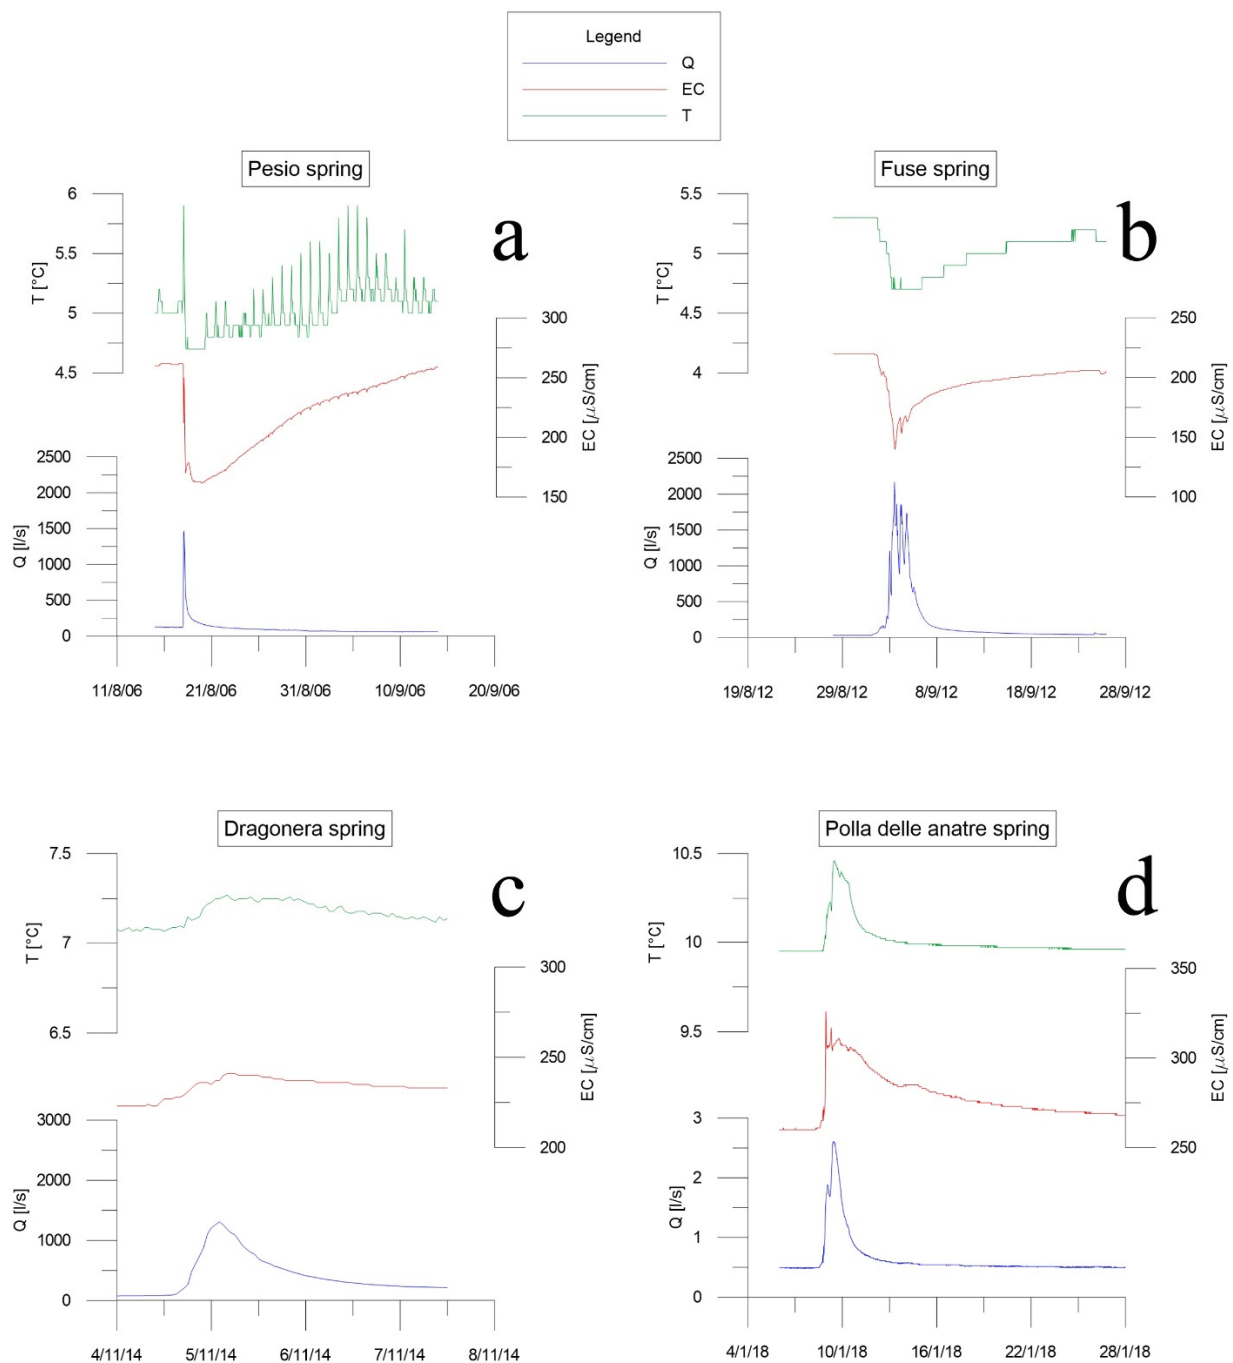 Legend
Q
EC
T
Pesio spring
a
6
5.5
5
4.5
T [°C]
300
250
200
150
EC [µS/cm]
2500
2000
1500
1000
500
0
Q [l/s]
11/8/06 21/8/06 31/8/06 10/9/06 20/9/06
Fuse spring
b
5.5
5
4.5
4
T [°C]
250
200
150
100
EC [µS/cm]
2500
2000
1500
1000
500
0
Q [l/s]
19/8/12 29/8/12 8/9/12 18/9/12 28/9/12
Dragonera spring
c
7.5
7
6.5
T [°C]
300
250
200
EC [µS/cm]
3000
2000
1000
0
Q [l/s]
4/11/14 5/11/14 6/11/14 7/11/14 8/11/14
Polla delle anatre spring
d
10.5
10
9.5
T [°C]
350
300
250
EC [µS/cm]
3
2
1
0
Q [l/s]
4/1/18 10/1/18 16/1/18 22/1/18 28/1/18